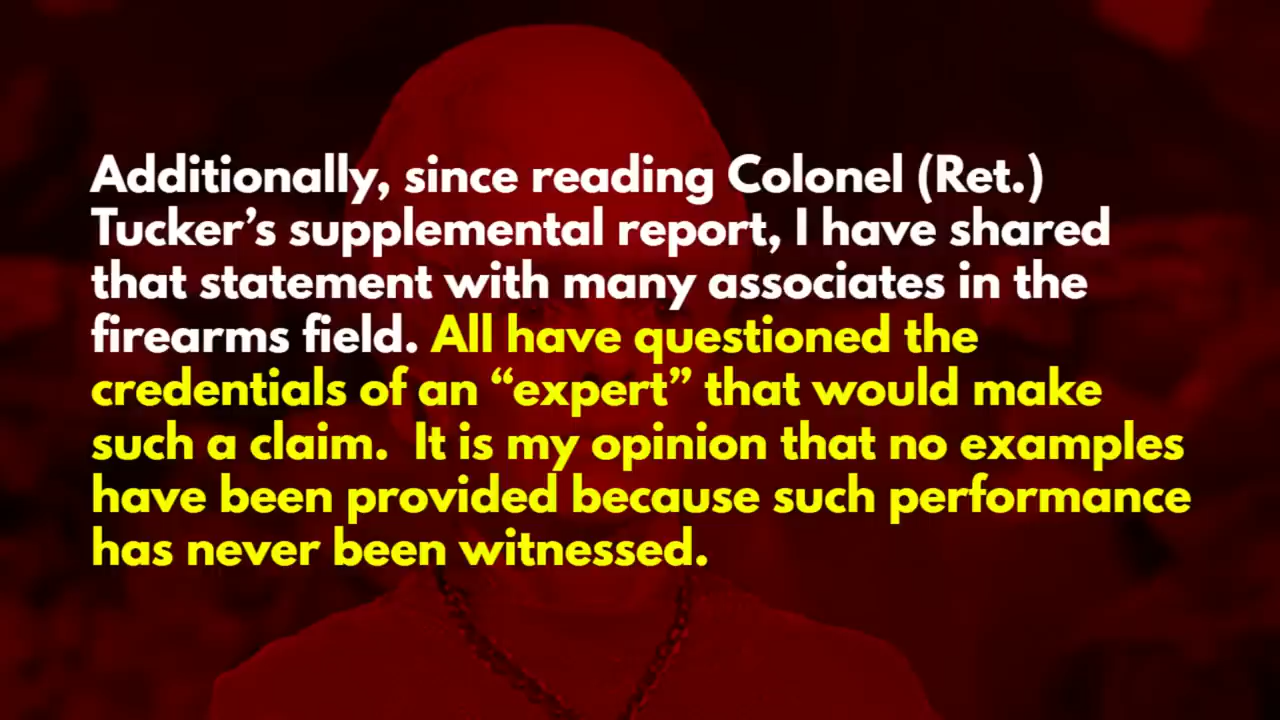 Additionally, since reading Colonel (Ret.)
Tucker’s supplemental report, I have shared
that statement with many associates in the
firearms field. All have questioned the
credentials of an “expert” that would make
such a claim.  It is my opinion that no examples
have been provided because such performance
has never been witnessed.